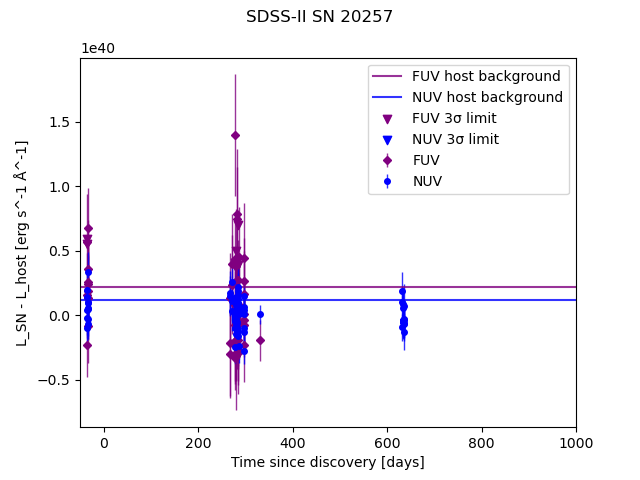 SDSS-II SN 20257
1e40
FUV host background
NUV host background
FUV 3σ limit
NUV 3σ limit
FUV
NUV
1.5
1.0
0.5
0.0
−0.5
L_SN - L_host [erg s^-1 Å^-1]
0 200 400 600 800 1000
Time since discovery [days]